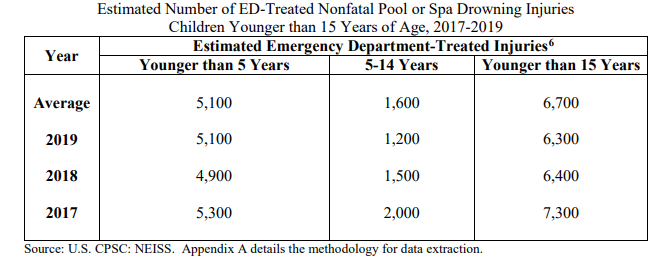 Estimated Number of ED-Treated Nonfatal Pool or Spa Drowning Injuries
Children Younger than 15 Years of Age, 2017-2019
Year
Estimated Emergency Department-Treated Injuries6
Younger than 5 Years 5-14 Years Younger than 15 Years
Average 5,100 1,600 6,700
2019 5,100 1,200 6,300
2018 4,900 1,500 6,400
2017 5,300 2,000 7,300
Source: U.S. CPSC: NEISS. Appendix A details the methodology for data extraction.